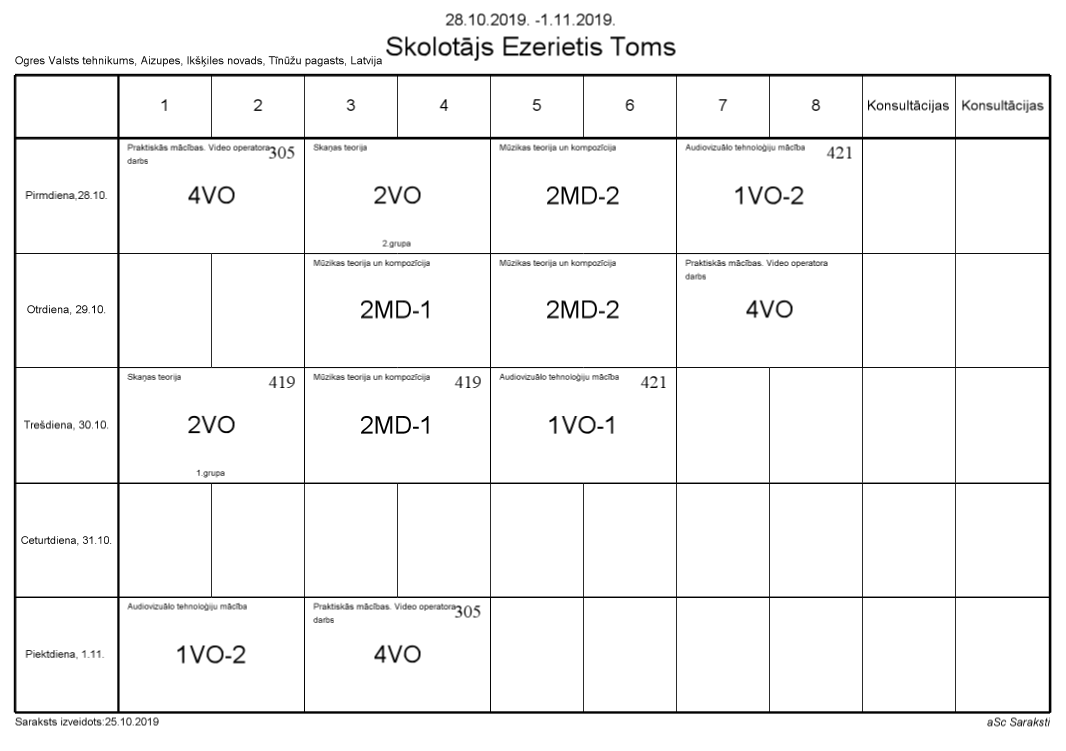 28.10.2019. -1.11.2019.
Skolotājs Ezerietis Toms
Ogres Valsts tehnikums, Aizupes, Ikšķiles novads, Tīnūžu pagasts, Latvija
1 2 3 4 5 6 7 8 Konsultācijas Konsultācijas
Pirmdiena,28.10.
Praktiskās mācības. Video operatora
darbs
305
4VO
Skaņas teorija
2VO
2.grupa
Mūzikas teorija un kompozīcija
2MD-2
Audiovizuālo tehnoloģiju mācība
421
1VO-2
Otrdiena, 29.10.
Mūzikas teorija un kompozīcija
2MD-1
Mūzikas teorija un kompozīcija
2MD-2
Praktiskās mācības. Video operatora
darbs
4VO
Trešdiena, 30.10.
Skaņas teorija
419
2VO
1.grupa
Mūzikas teorija un kompozīcija
419
2MD-1
Audiovizuālo tehnoloģiju mācība
421
1VO-1
Ceturtdiena, 31.10.
Piektdiena, 1.11.
Audiovizuālo tehnoloģiju mācība
1VO-2
Praktiskās mācības. Video operatora
darbs
305
4VO
Saraksts izveidots:25.10.2019
aSc Saraksti